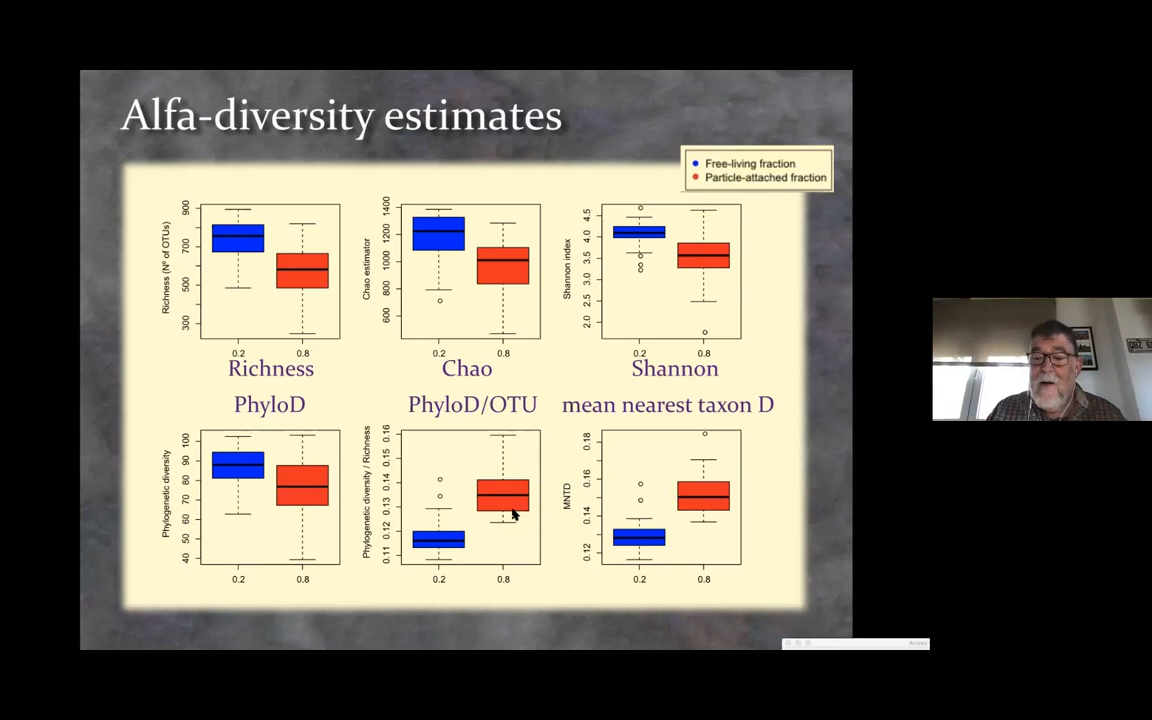 Alfa-diversity estimates
Free-living fraction
Particle-attached fraction
Richness (Nº of OTUs)
900
700
500
300
0.2
0.8
Richness
Chao estimator
1400
1200
1000
800
600
0.2
0.8
Chao
Shannon index
4.5
4.0
3.5
3.0
2.5
2.0
0.2
0.8
Shannon
PhyloD
Phylogenetic diversity
100
90
80
70
60
50
40
0.2
0.8
PhyloD/OTU
Phylogenetic diversity / Richness
0.16
0.15
0.14
0.13
0.12
0.11
0.2
0.8
mean nearest taxon D
MNTD
0.18
0.16
0.14
0.12
0.2
0.8